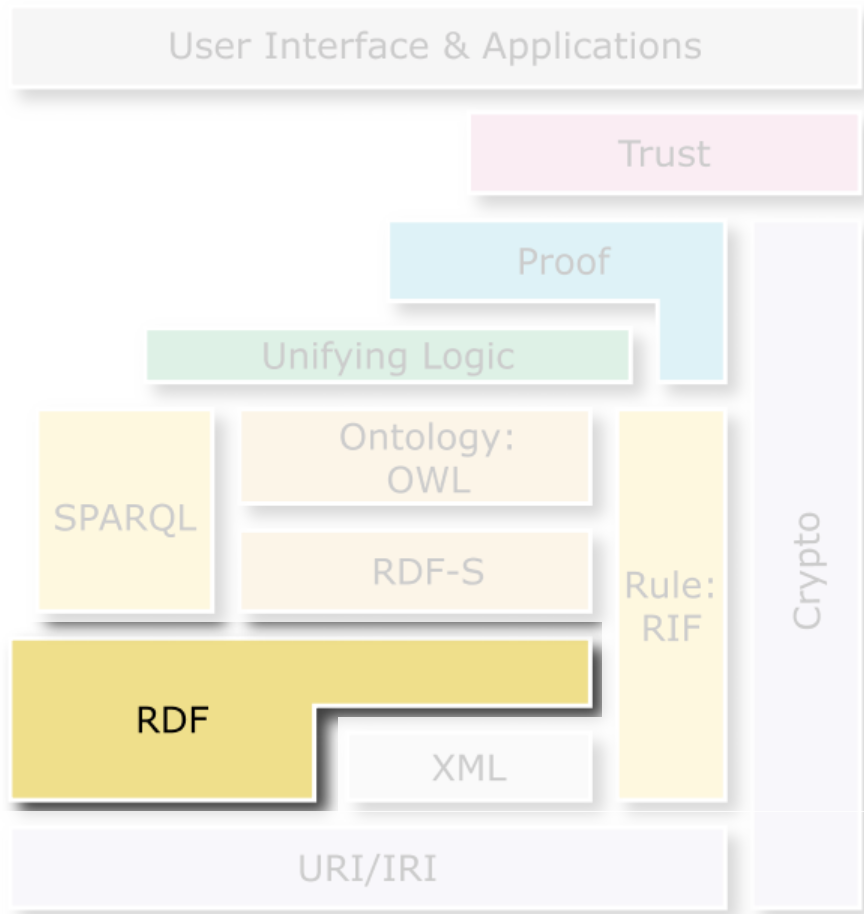 User Interface & Applications
Trust
Proof
Unifying Logic
Ontology:
OWL
SPARQL
RDF-S
Rule:
RIF
Crypto
RDF
XML
URI/IRI